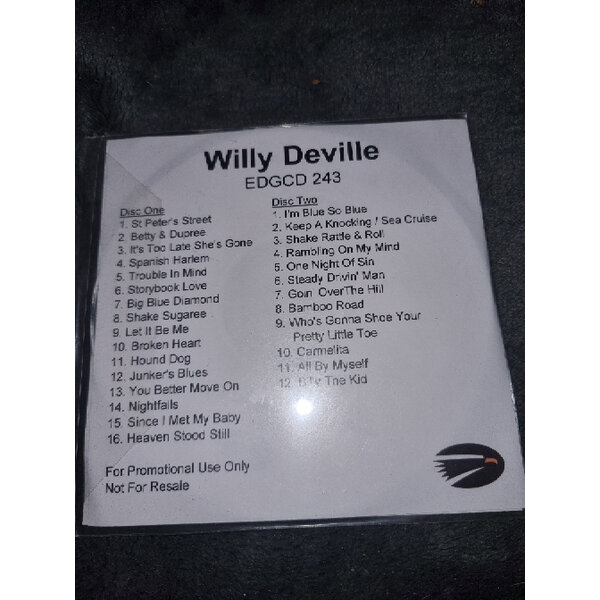 Willy Deville
EDGCD 243
Disc One
1. St Peter's Street
2. Betty & Dupree
3. It's Too Late She's Gone
4. Spanish Harlem
5. Trouble In Mind
6. Storybook Love
7. Big Blue Diamond
8. Shake Sugaree
9. Let It Be Me
10. Broken Heart
11. Hound Dog
12. Junker's Blues
13. You Better Move On
14. Nightfalls
15. Since I Met My Baby
16. Heaven Stood Still
Disc Two
1. I'm Blue So Blue
2. Keep A Knocking / Sea Cruise
3. Shake Rattle & Roll
4. Rambling On My Mind
5. One Night Of Sin
6. Steady Drivin' Man
7. Goin' OverThe Hill
8. Bamboo Road
9. Who's Gonna Shoe Your
Pretty Little Toe
10. Carmelita
11. All By Myself
12. Billy The Kid
For Promotional Use Only
Not For Resale